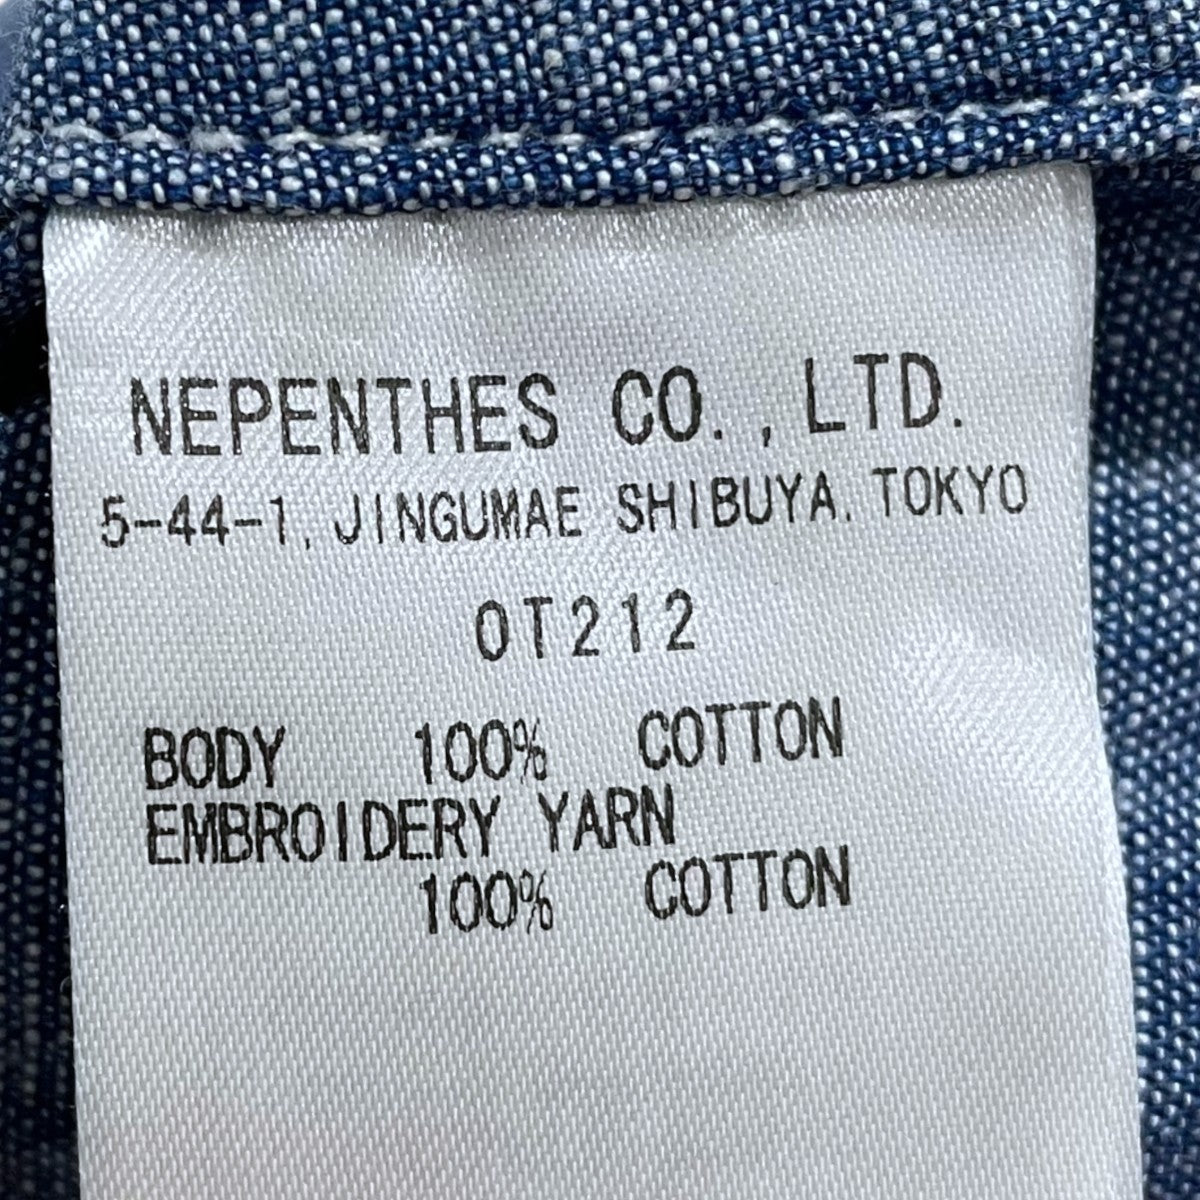 NEPENTHES CO., LTD.
5-44-1, JINGUMAE SHIBUYA, TOKYO
OT212
BODY 100% COTTON
EMBROIDERY YARN
100% COTTON